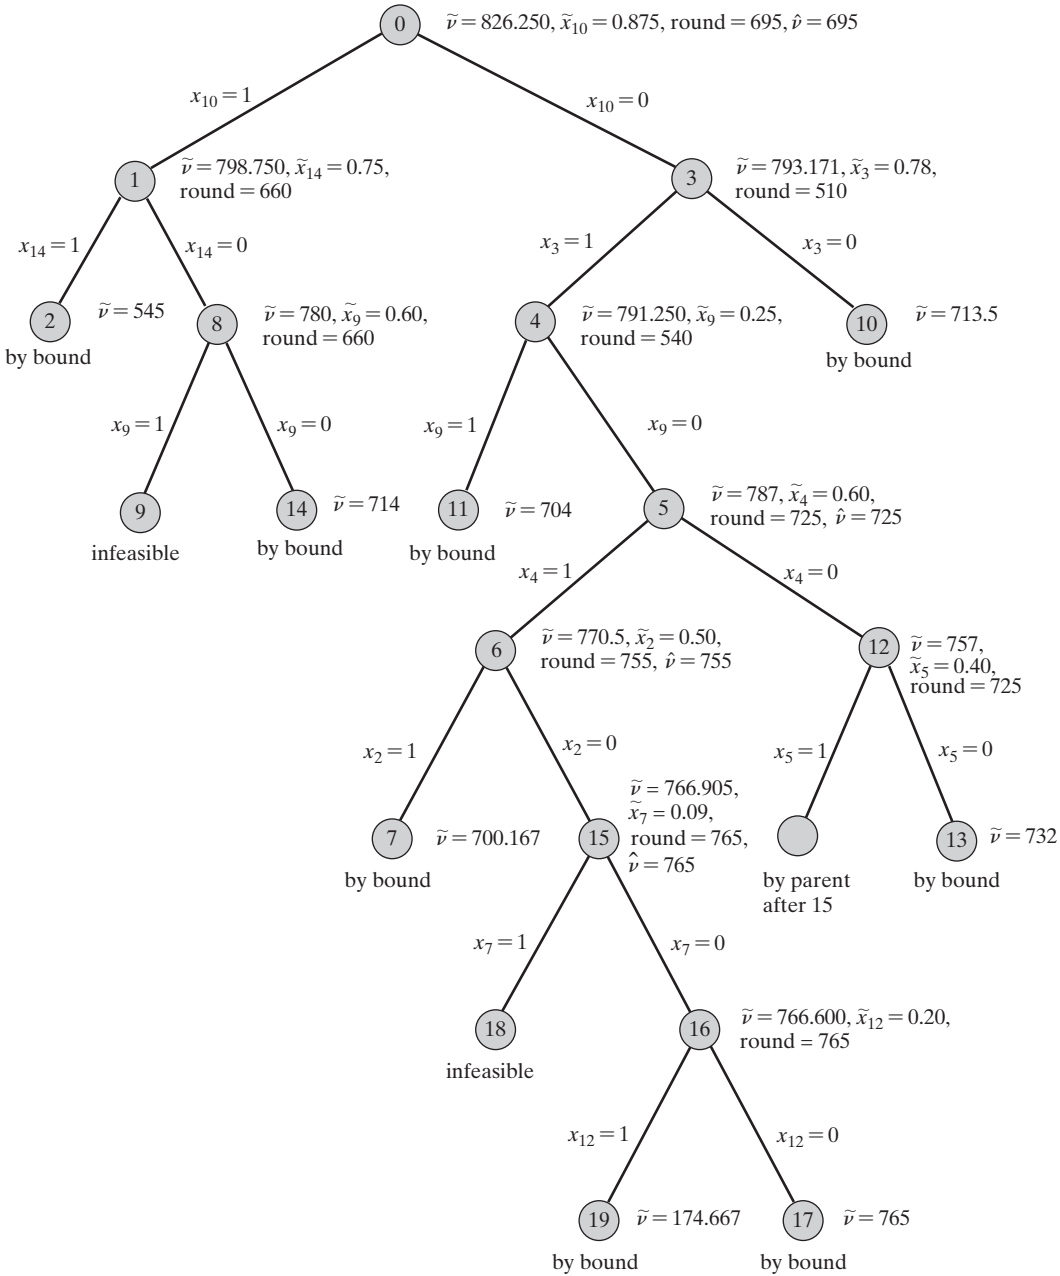 0
ṽ = 826.250, x̃₁₀ = 0.875, round = 695, v̂ = 695
x₁₀ = 1
x₁₀ = 0
1
ṽ = 798.750, x̃₁₄ = 0.75,
round = 660
3
ṽ = 793.171, x̃₃ = 0.78,
round = 510
x₁₄ = 1
x₁₄ = 0
x₃ = 1
x₃ = 0
2
ṽ = 545
by bound
8
ṽ = 780, x̃₉ = 0.60,
round = 660
4
ṽ = 791.250, x̃₉ = 0.25,
round = 540
10
ṽ = 713.5
by bound
x₉ = 1
x₉ = 0
x₉ = 1
x₉ = 0
9
infeasible
14
ṽ = 714
by bound
11
ṽ = 704
by bound
5
ṽ = 787, x̃₄ = 0.60,
round = 725, v̂ = 725
x₄ = 1
x₄ = 0
6
ṽ = 770.5, x̃₂ = 0.50,
round = 755, v̂ = 755
12
ṽ = 757,
x̃₅ = 0.40,
round = 725
x₂ = 1
x₂ = 0
x₅ = 1
x₅ = 0
7
ṽ = 700.167
by bound
15
ṽ = 766.905,
x̃₇ = 0.09,
round = 765,
v̂ = 765
by parent
after 15
13
ṽ = 732
by bound
x₇ = 1
x₇ = 0
18
infeasible
16
ṽ = 766.600, x̃₁₂ = 0.20,
round = 765
x₁₂ = 1
x₁₂ = 0
19
ṽ = 174.667
by bound
17
ṽ = 765
by bound